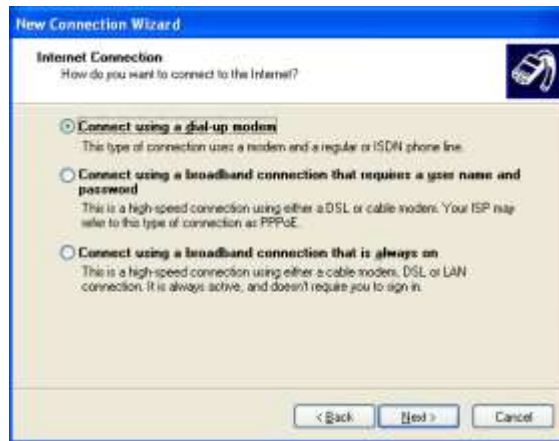 New Connection Wizard
Internet Connection
How do you want to connect to the Internet?
Connect using a dial-up modem
This type of connection uses a modem and a regular or ISDN phone line.
Connect using a broadband connection that requires a user name and
password
This is a high-speed connection using either a DSL or cable modem. Your ISP may
refer to this type of connection as PPPoE.
Connect using a broadband connection that is always on
This is a high-speed connection using either a cable modem, DSL or LAN
connection. It is always active, and doesn't require you to sign in.
< Back Next > Cancel